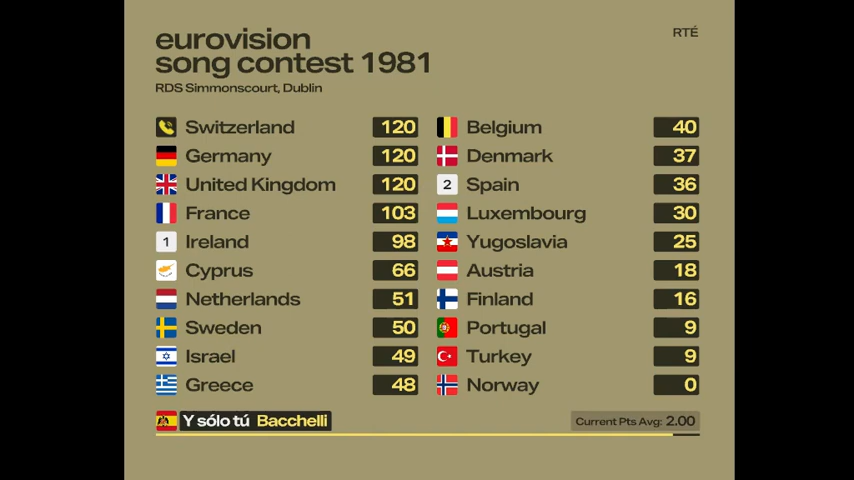 eurovision
song contest 1981
RTÉ
RDS Simmonscourt, Dublin
Switzerland 120
Germany 120
United Kingdom 120
France 103
1 Ireland 98
Cyprus 66
Netherlands 51
Sweden 50
Israel 49
Greece 48
Belgium 40
Denmark 37
2 Spain 36
Luxembourg 30
Yugoslavia 25
Austria 18
Finland 16
Portugal 9
Turkey 9
Norway 0
Y sólo tú Bacchelli
Current Pts Avg: 2.00